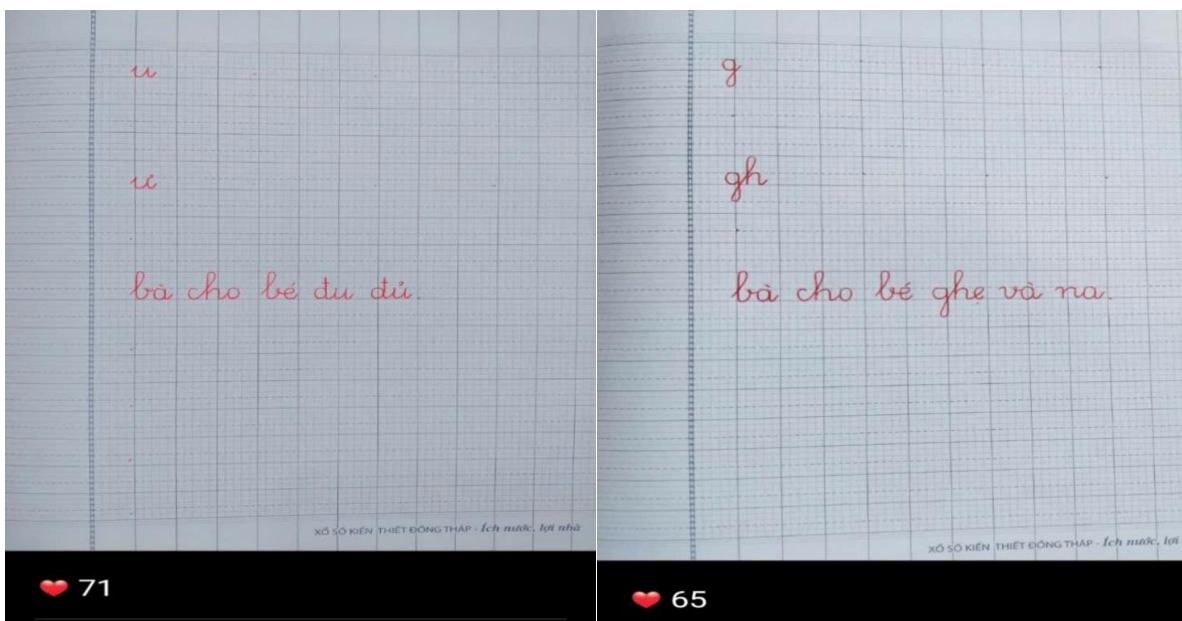 u
ư
bà cho bé đu đủ.
XỔ SỐ KIẾN THIẾT ĐỒNG THÁP - Ích nước, lợi nhà
71
g
gh
bà cho bé ghẹ và na.
XỔ SỐ KIẾN THIẾT ĐỒNG THÁP - Ích nước, lợi
65